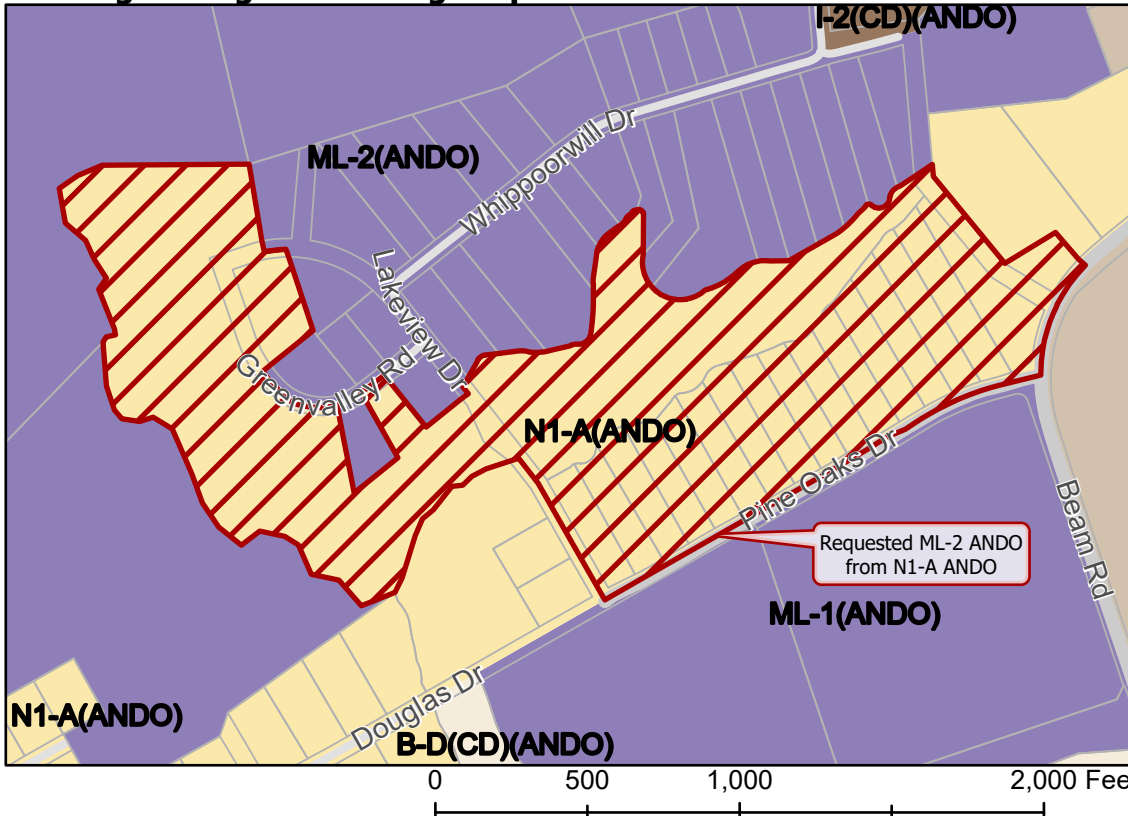 I-2(CD)(ANDO)
ML-2(ANDO)
Whippoorwill Dr
Lakeview Dr
Greenvalley Rd
N1-A(ANDO)
Pine Oaks Dr
Beam Rd
Requested ML-2 ANDO
from N1-A ANDO
ML-1(ANDO)
Douglas Dr
N1-A(ANDO)
B-D(CD)(ANDO)
0 500 1,000 2,000 Fee